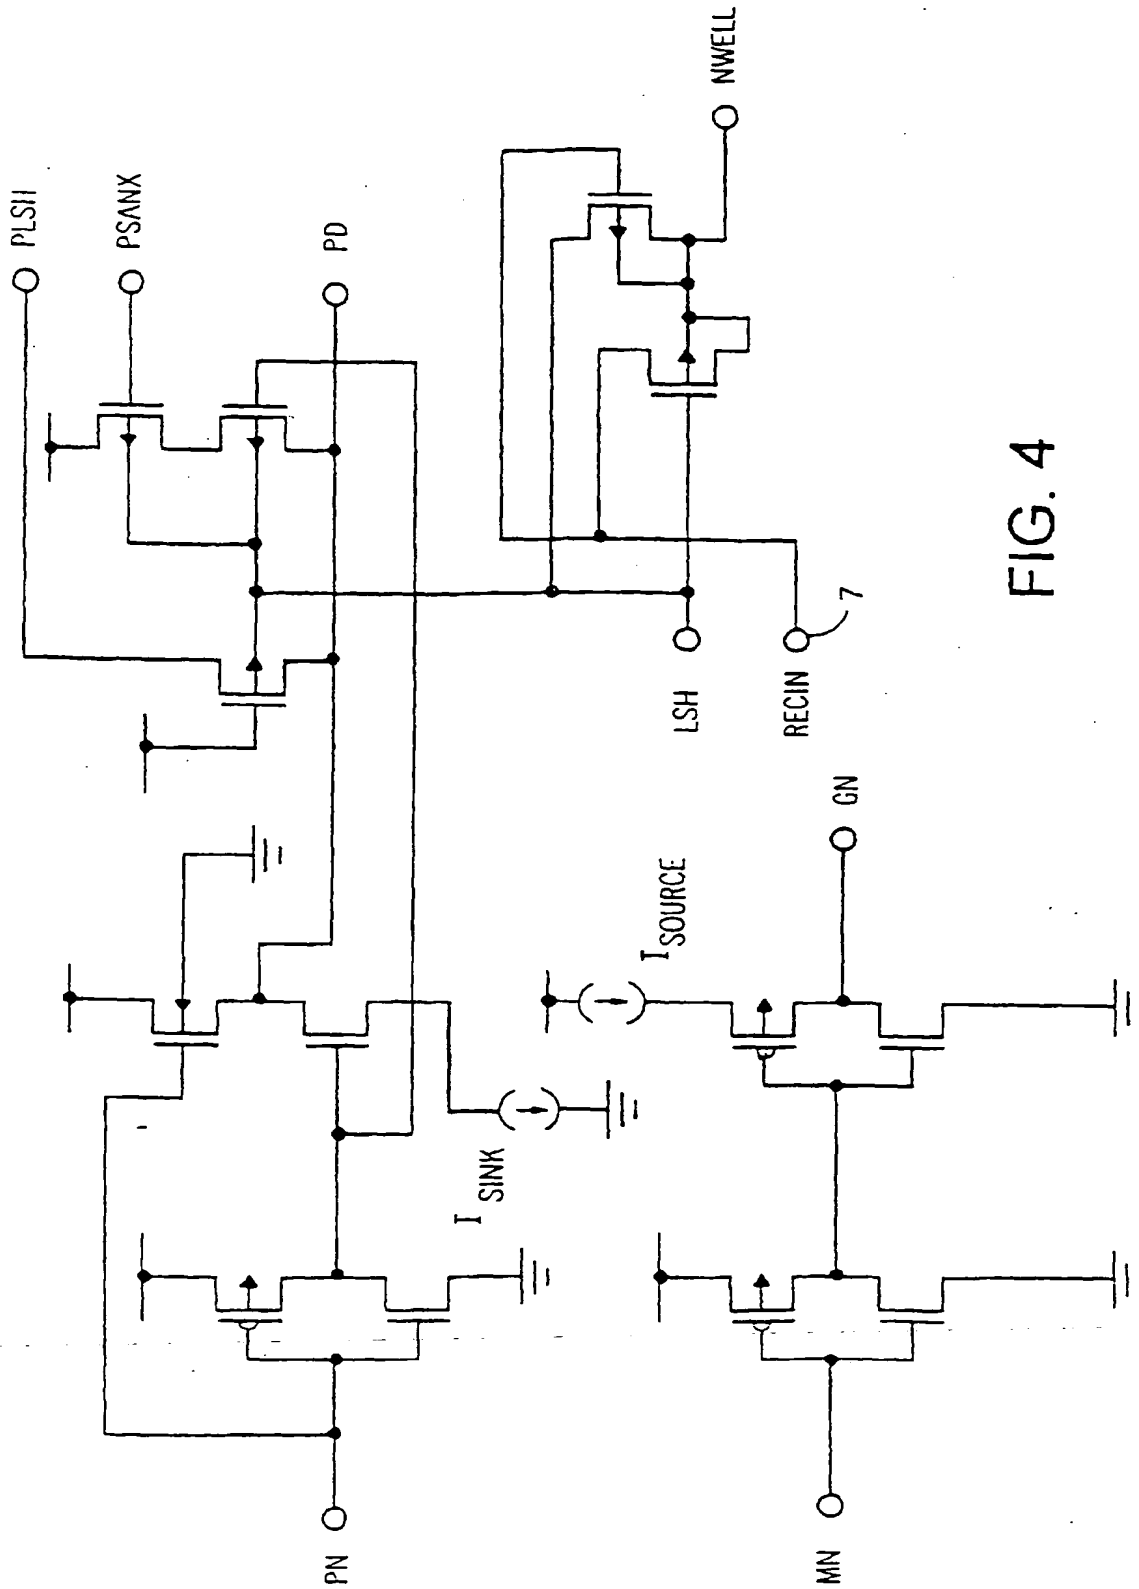 PLSH
PSANX
PD
NWELL
LSH
RECIN
7
I SINK
I SOURCE
GN
PN
MN
FIG. 4